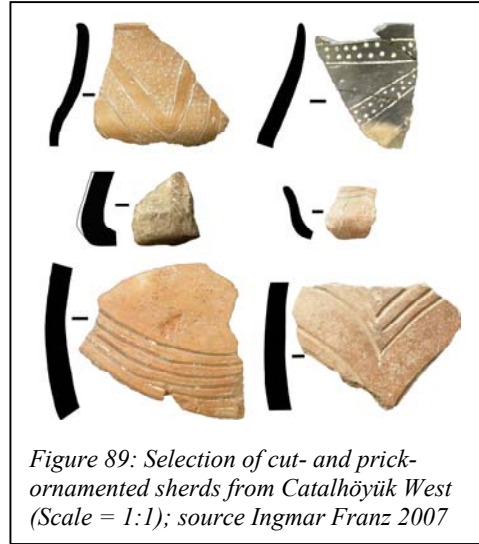 Figure 89: Selection of cut- and prick-
ornamented sherds from Catalhöyük West
(Scale = 1:1); source Ingmar Franz 2007